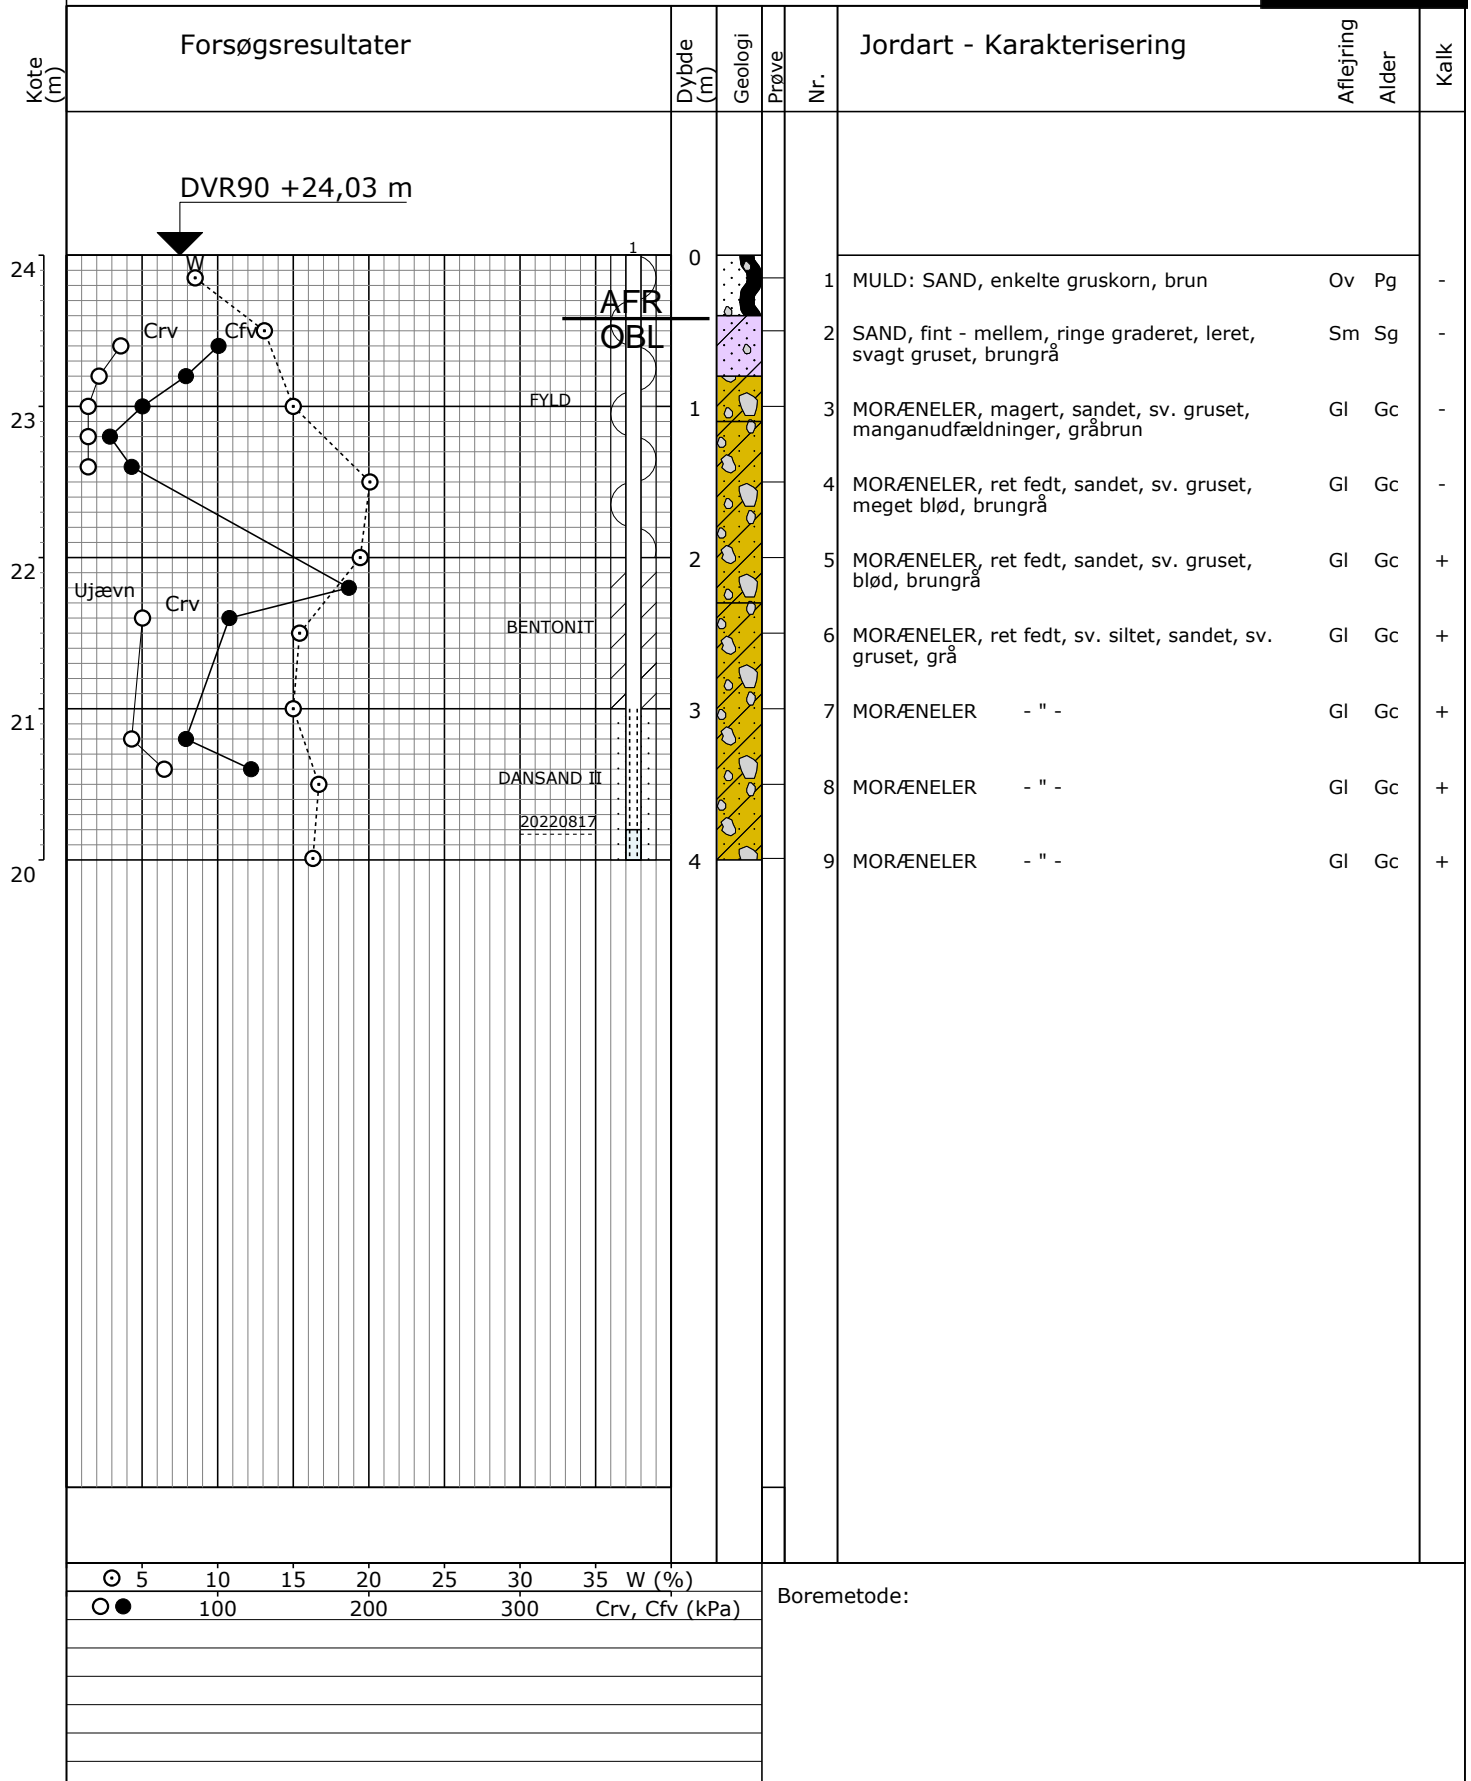 Kote
(m)
Forsøgsresultater
Dybde
(m)
Geologi
Prøve
Nr.
Jordart - Karakterisering
Aflejring
Alder
Kalk
DVR90 +24,03 m
1
W
0
24
1 MULD: SAND, enkelte gruskorn, brun Ov Pg -
AFR
Crv Cfv
OBL
2 SAND, fint - mellem, ringe graderet, leret, Sm Sg -
svagt gruset, brungrå
FYLD
1
23
3 MORÆNELER, magert, sandet, sv. gruset, Gl Gc -
manganudfældninger, gråbrun
4 MORÆNELER, ret fedt, sandet, sv. gruset, Gl Gc -
meget blød, brungrå
2
22
5 MORÆNELER, ret fedt, sandet, sv. gruset, Gl Gc +
blød, brungrå
Ujævn
Crv
BENTONIT
6 MORÆNELER, ret fedt, sv. siltet, sandet, sv. Gl Gc +
gruset, grå
3
21
7 MORÆNELER - " - Gl Gc +
DANSAND II
8 MORÆNELER - " - Gl Gc +
20220817
4
20
9 MORÆNELER - " - Gl Gc +
5 10 15 20 25 30 35 W (%)
100 200 300 Crv, Cfv (kPa)
Boremetode: